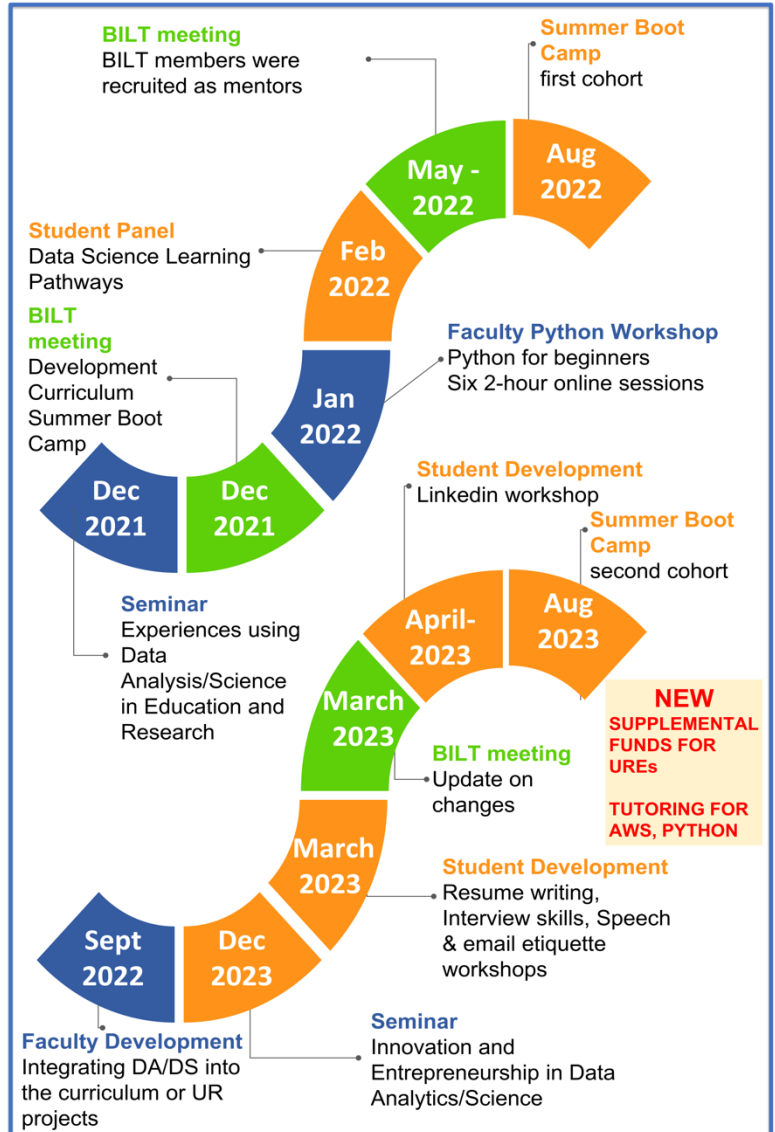 BILT meeting
BILT members were
recruited as mentors
Summer Boot
Camp
first cohort
May -
2022
Aug
2022
Student Panel
Data Science Learning
Pathways
Feb
2022
BILT
meeting
Development
Curriculum
Summer Boot
Camp
Faculty Python Workshop
Python for beginners
Six 2-hour online sessions
Jan
2022
Dec
2021
Dec
2021
Student Development
Linkedin workshop
Summer Boot
Camp
second cohort
Seminar
Experiences using
Data
Analysis/Science
in Education and
Research
April-
2023
Aug
2023
March
2023
BILT meeting
Update on
changes
NEW
SUPPLEMENTAL
FUNDS FOR
UREs
TUTORING FOR
AWS, PYTHON
March
2023
Student Development
Resume writing,
Interview skills, Speech
& email etiquette
workshops
Sept
2022
Dec
2023
Faculty Development
Integrating DA/DS into
the curriculum or UR
projects
Seminar
Innovation and
Entrepreneurship in Data
Analytics/Science